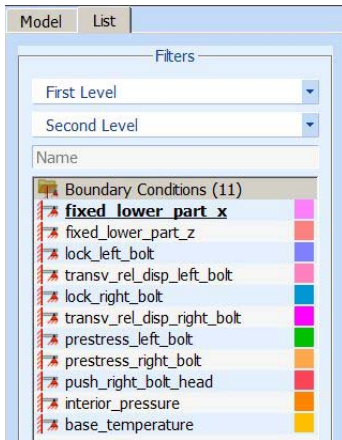 Model List
Filters
First Level
Second Level
Name
Boundary Conditions (11)
fixed_lower_part_x
fixed_lower_part_z
lock_left_bolt
transv_rel_disp_left_bolt
lock_right_bolt
transv_rel_disp_right_bolt
prestress_left_bolt
prestress_right_bolt
push_right_bolt_head
interior_pressure
base_temperature